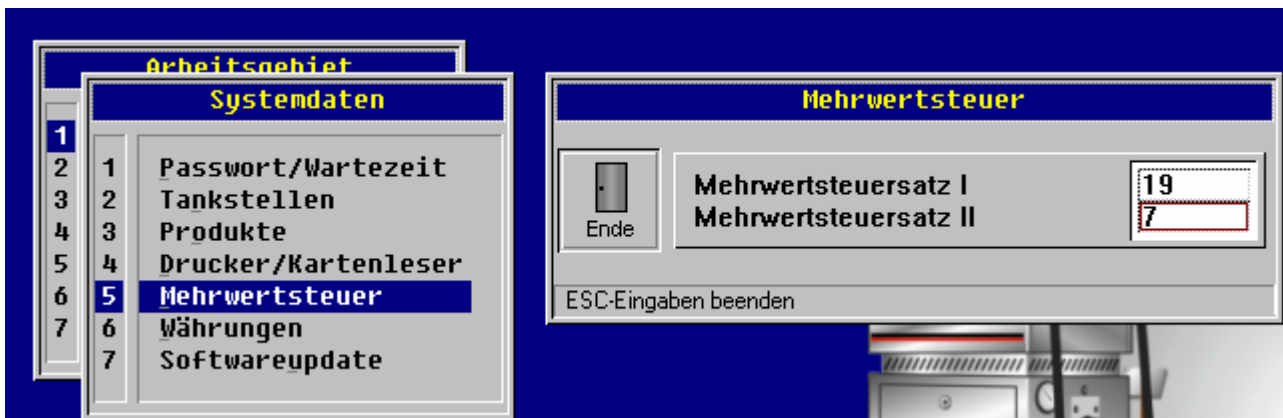 Arbeitsgebiet
1
2
3
4
5
6
7
Systemdaten
1 Passwort/Wartezeit
2 Tankstellen
3 Produkte
4 Drucker/Kartenleser
5 Mehrwertsteuer
6 Währungen
7 Softwareupdate
Mehrwertsteuer
Ende
Mehrwertsteuersatz I 19
Mehrwertsteuersatz II 7
ESC-Eingaben beenden